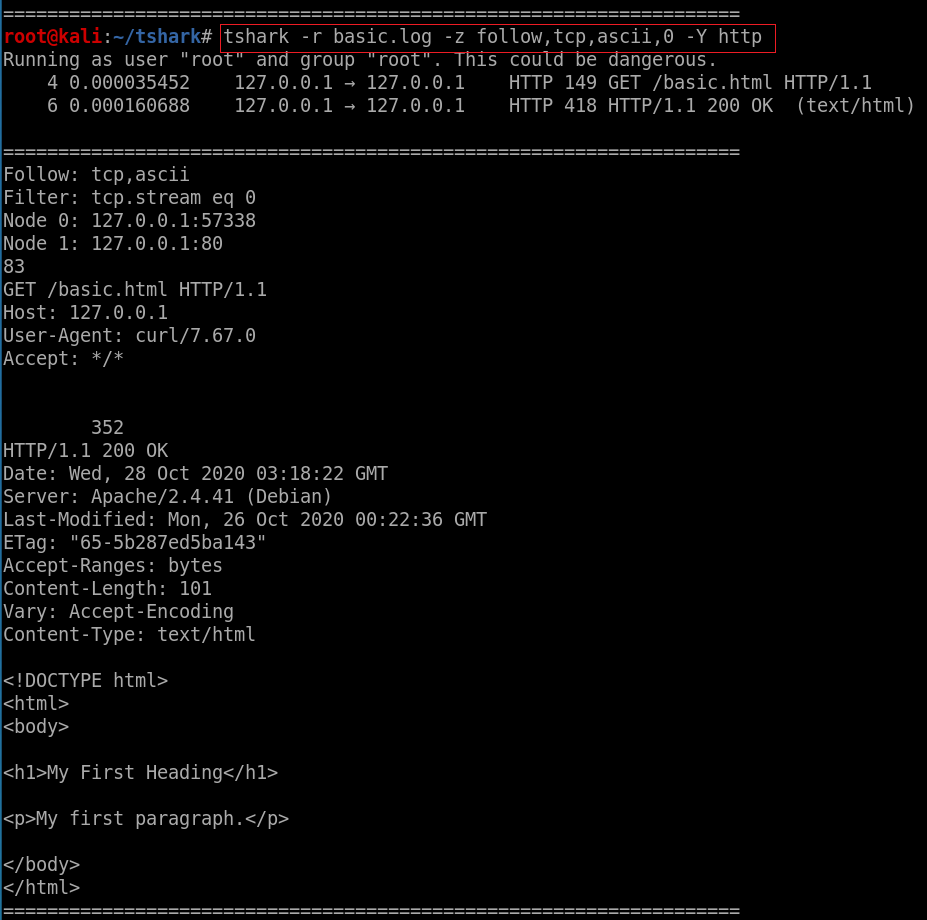 ===================================================================
root@kali:~/tshark# tshark -r basic.log -z follow,tcp,ascii,0 -Y http
Running as user "root" and group "root". This could be dangerous.
    4 0.000035452    127.0.0.1 → 127.0.0.1    HTTP 149 GET /basic.html HTTP/1.1
    6 0.000160688    127.0.0.1 → 127.0.0.1    HTTP 418 HTTP/1.1 200 OK  (text/html)

===================================================================
Follow: tcp,ascii
Filter: tcp.stream eq 0
Node 0: 127.0.0.1:57338
Node 1: 127.0.0.1:80
83
GET /basic.html HTTP/1.1
Host: 127.0.0.1
User-Agent: curl/7.67.0
Accept: */*


	352
HTTP/1.1 200 OK
Date: Wed, 28 Oct 2020 03:18:22 GMT
Server: Apache/2.4.41 (Debian)
Last-Modified: Mon, 26 Oct 2020 00:22:36 GMT
ETag: "65-5b287ed5ba143"
Accept-Ranges: bytes
Content-Length: 101
Vary: Accept-Encoding
Content-Type: text/html

<!DOCTYPE html>
<html>
<body>

<h1>My First Heading</h1>

<p>My first paragraph.</p>

</body>
</html>
===================================================================